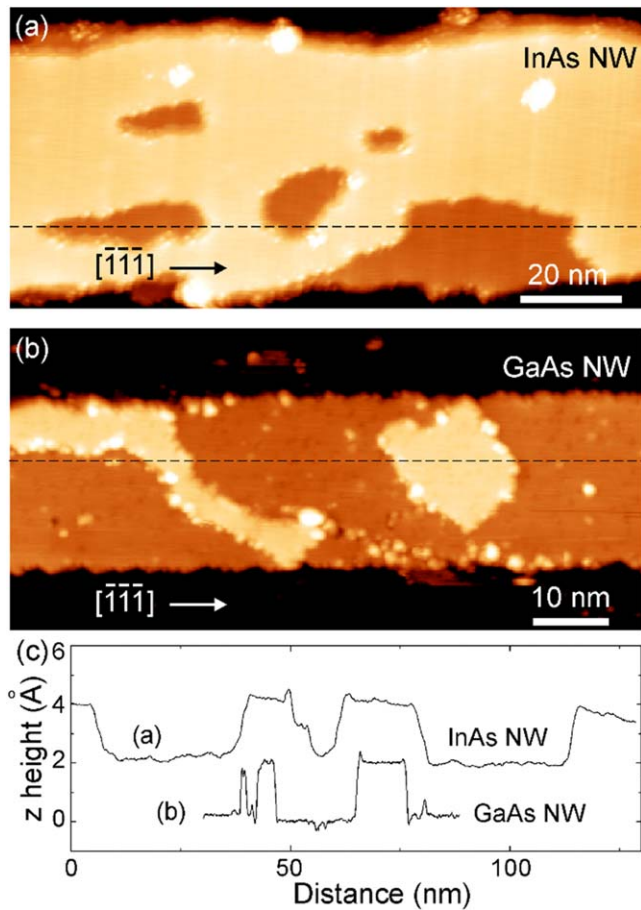 (a)
InAs NW
[1̄1̄1̄]
20 nm
(b)
GaAs NW
[1̄1̄1̄]
10 nm
(c)
6
4
2
0
z height (Å)
(a)
InAs NW
(b)
GaAs NW
0
50
100
Distance (nm)